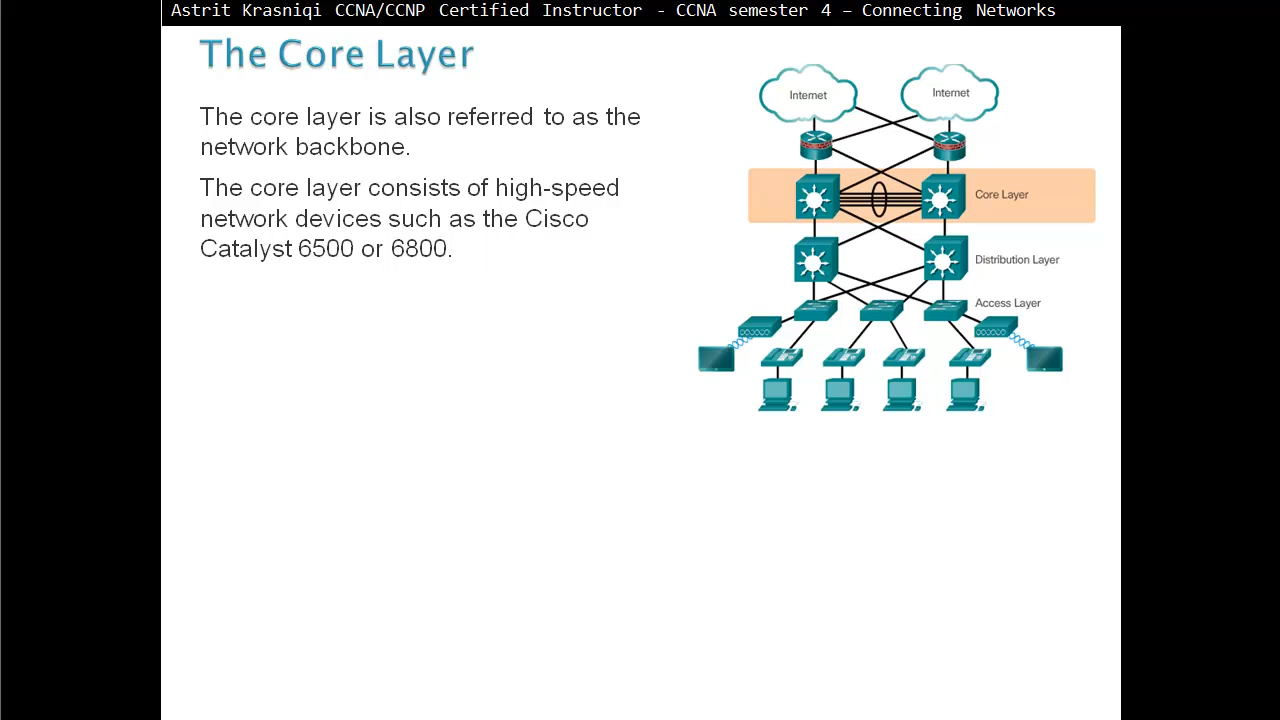 Astrit Krasniqi CCNA/CCNP Certified Instructor - CCNA semester 4 – Connecting Networks
The Core Layer
The core layer is also referred to as the
network backbone.
The core layer consists of high-speed
network devices such as the Cisco
Catalyst 6500 or 6800.
Internet
Internet
Core Layer
Distribution Layer
Access Layer